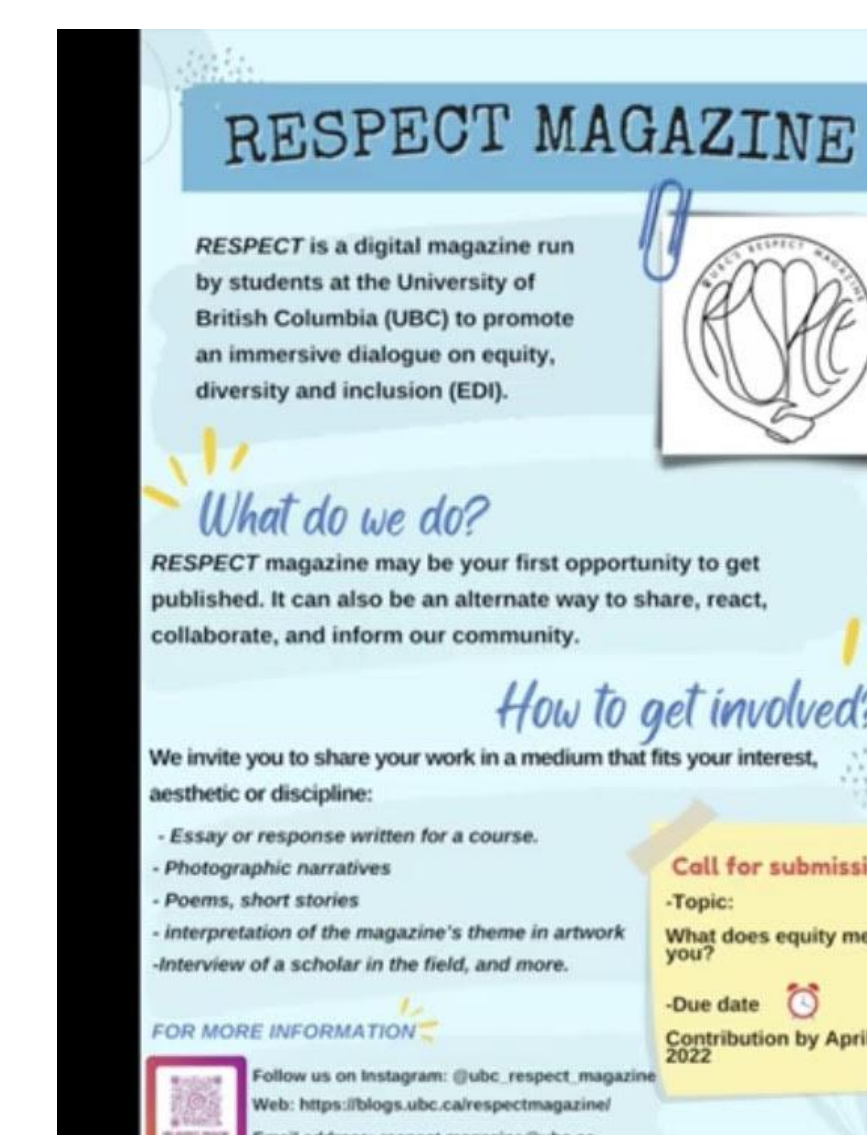 RESPECT MAGAZINE
RESPECT is a digital magazine run
by students at the University of
British Columbia (UBC) to promote
an immersive dialogue on equity,
diversity and inclusion (EDI).
UBC'S RESPECT MAGAZINE
What do we do?
RESPECT magazine may be your first opportunity to get
published. It can also be an alternate way to share, react,
collaborate, and inform our community.
How to get involved?
We invite you to share your work in a medium that fits your interest,
aesthetic or discipline:
- Essay or response written for a course.
- Photographic narratives
- Poems, short stories
- interpretation of the magazine's theme in artwork
-Interview of a scholar in the field, and more.
Call for submissi
-Topic:
What does equity me
you?
-Due date
Contribution by April
2022
FOR MORE INFORMATION
Follow us on Instagram: @ubc_respect_magazine
Web: https://blogs.ubc.ca/respectmagazine/